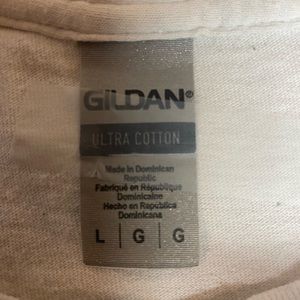 GILDAN®
ULTRA COTTON
Made in Dominican
Republic
Fabriqué en République
Dominicaine
Hecho en República
Dominicana
L | G | G